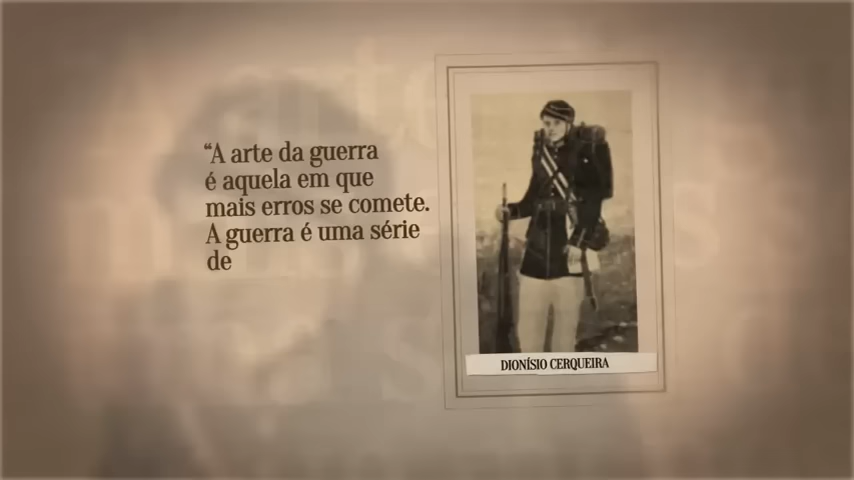 “A arte da guerra
é aquela em que
mais erros se comete.
A guerra é uma série
de
DIONÍSIO CERQUEIRA